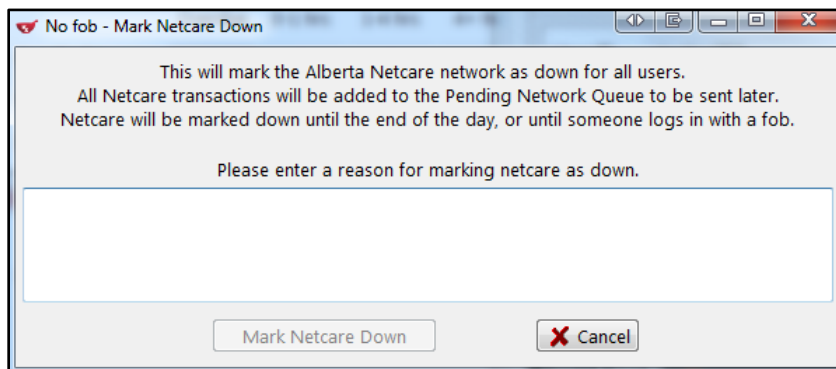 No fob - Mark Netcare Down
This will mark the Alberta Netcare network as down for all users.
All Netcare transactions will be added to the Pending Network Queue to be sent later.
Netcare will be marked down until the end of the day, or until someone logs in with a fob.
Please enter a reason for marking netcare as down.
Mark Netcare Down
Cancel